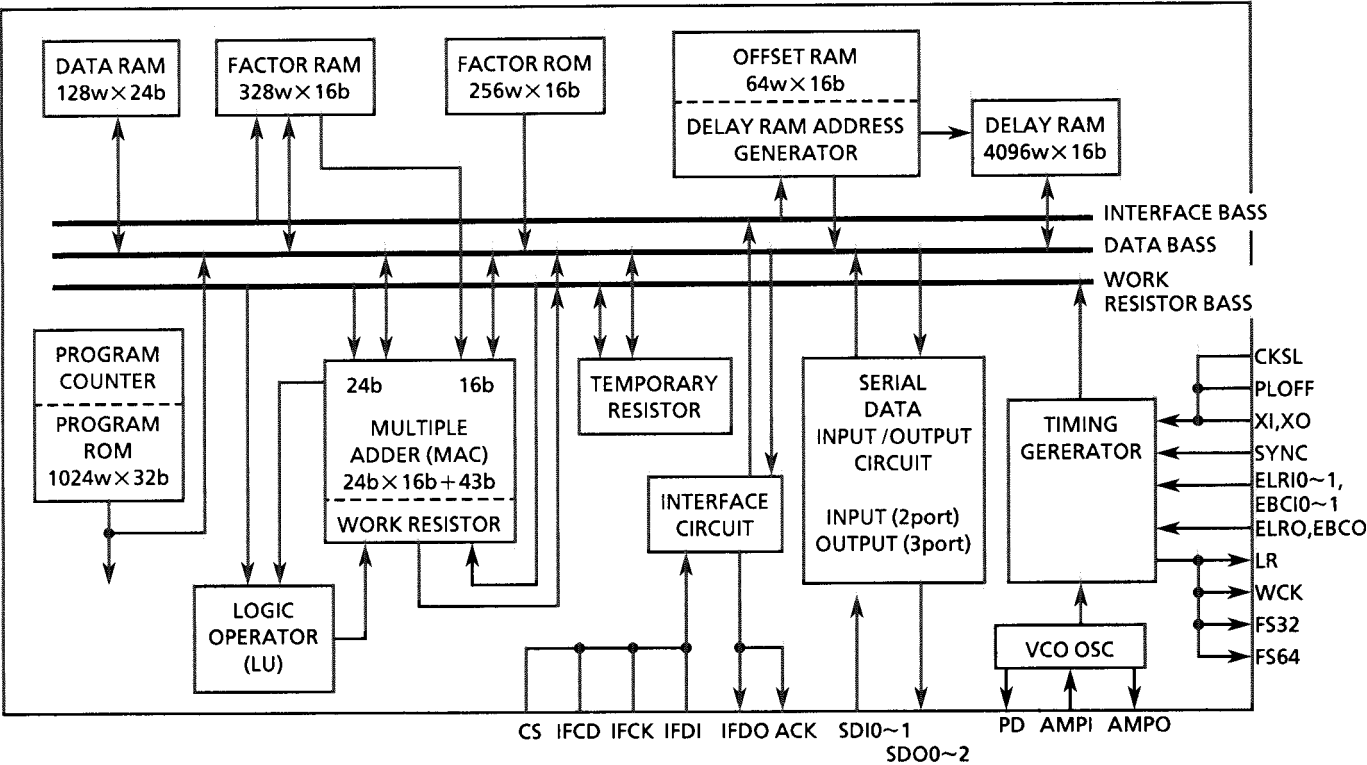 DATA RAM
128w×24b
FACTOR RAM
328w×16b
FACTOR ROM
256w×16b
OFFSET RAM
64w×16b
DELAY RAM ADDRESS
GENERATOR
DELAY RAM
4096w×16b
INTERFACE BASS
DATA BASS
WORK
RESISTOR BASS
PROGRAM
COUNTER
PROGRAM
ROM
1024w×32b
24b
16b
MULTIPLE
ADDER (MAC)
24b×16b+43b
WORK RESISTOR
TEMPORARY
RESISTOR
SERIAL
DATA
INPUT /OUTPUT
CIRCUIT
INPUT (2port)
OUTPUT (3port)
TIMING
GERERATOR
CKSL
PLOFF
XI,XO
SYNC
ELRI0~1,
EBCI0~1
ELRO,EBCO
LR
WCK
FS32
FS64
INTERFACE
CIRCUIT
LOGIC
OPERATOR
(LU)
VCO OSC
CS
IFCD
IFCK
IFDI
IFDO
ACK
SDI0~1
SDO0~2
PD
AMPI
AMPO